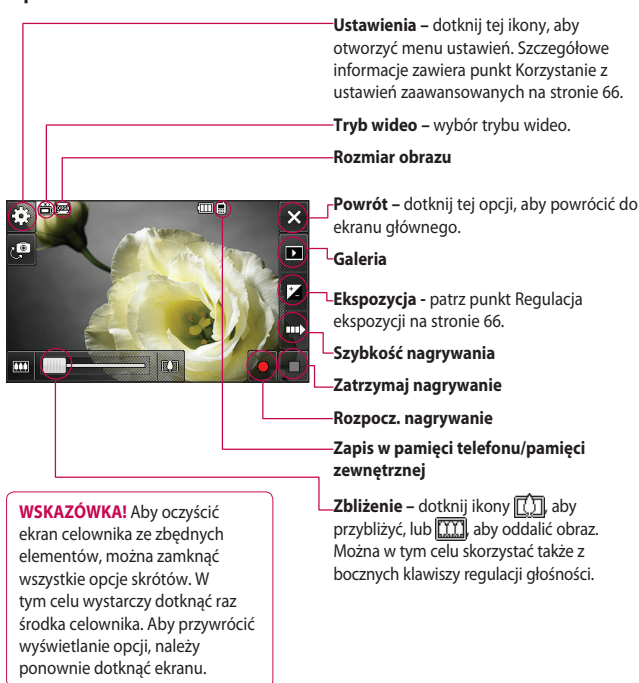 Ustawienia – dotknij tej ikony, aby
otworzyć menu ustawień. Szczegółowe
informacje zawiera punkt Korzystanie z
ustawień zaawansowanych na stronie 66.
Tryb wideo – wybór trybu wideo.
Rozmiar obrazu
Powrót – dotknij tej opcji, aby powrócić do
ekranu głównego.
Galeria
Ekspozycja - patrz punkt Regulacja
ekspozycji na stronie 66.
Szybkość nagrywania
Zatrzymaj nagrywanie
Rozpocz. nagrywanie
Zapis w pamięci telefonu/pamięci
zewnętrznej
Zbliżenie – dotknij ikony , aby
przybliżyć, lub , aby oddalić obraz.
Można w tym celu skorzystać także z
bocznych klawiszy regulacji głośności.
WSKAZÓWKA! Aby oczyścić
ekran celownika ze zbędnych
elementów, można zamknąć
wszystkie opcje skrótów. W
tym celu wystarczy dotknąć raz
środka celownika. Aby przywrócić
wyświetlanie opcji, należy
ponownie dotknąć ekranu.